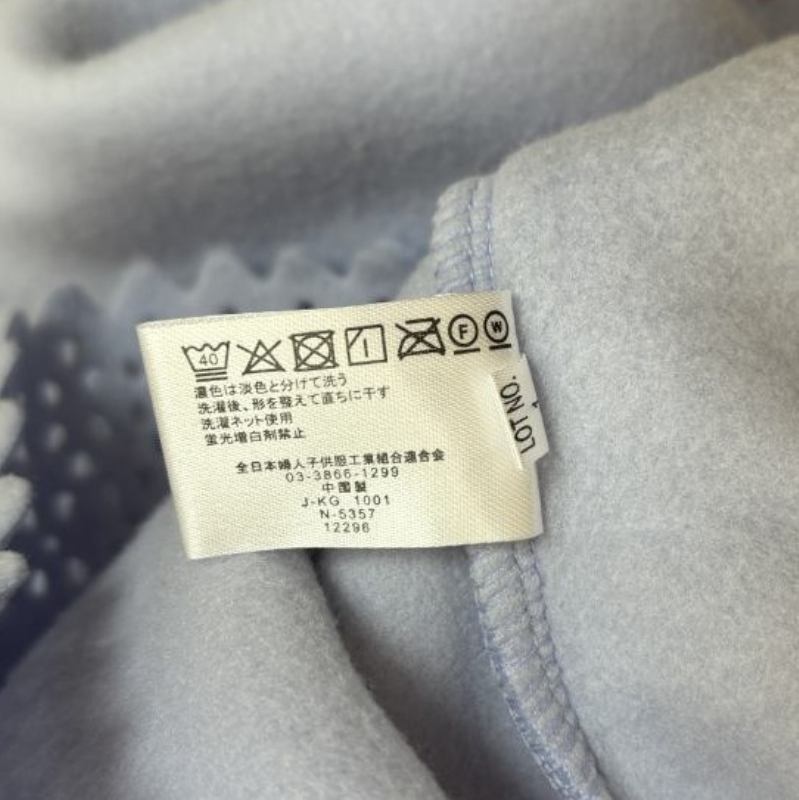 40
F W
濃色は淡色と分けて洗う
洗濯後、形を整えて直ちに干す
洗濯ネット使用
蛍光増白剤禁止
全日本婦人子供服工業組合連合会
03-3866-1299
中国製
J-KG 1001
N-5357
12296
LOT NO.